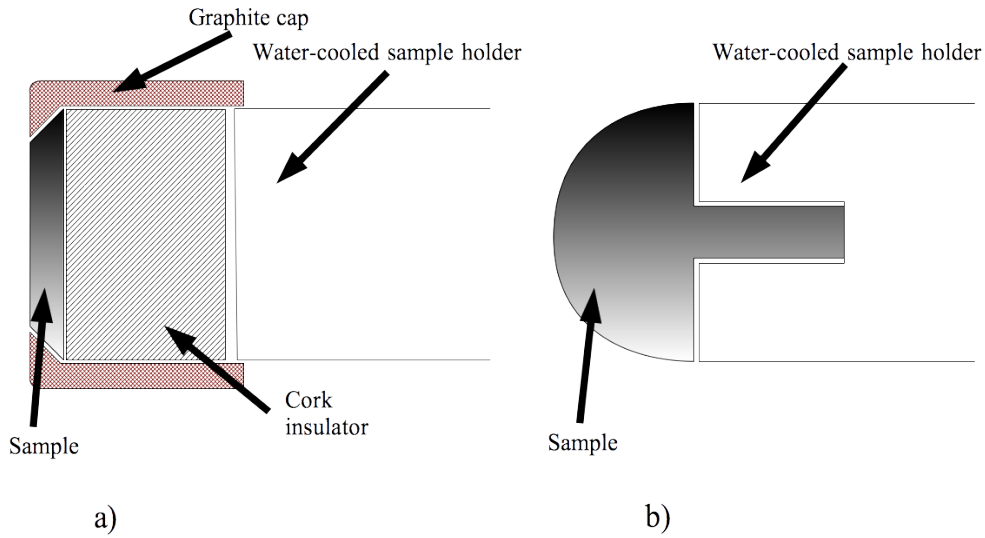 Graphite cap
Water-cooled sample holder
Cork
insulator
Sample
a)
Water-cooled sample holder
Sample
b)